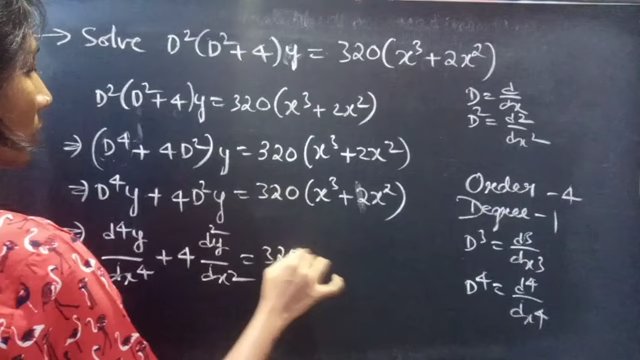 → Solve D²(D²+4)y = 320(x³+2x²)
D²(D²+4)y = 320(x³+2x²)
⇒ (D⁴+4D²)y = 320(x³+2x²)
⇒ D⁴y + 4D²y = 320(x³+2x²)
⇒ d⁴y/dx⁴ + 4 d²y/dx² = 320
D = d/dx
D² = d2/dx²
Order - 4
Degree - 1
D³ = d3/dx3
D⁴ = d4/dx4